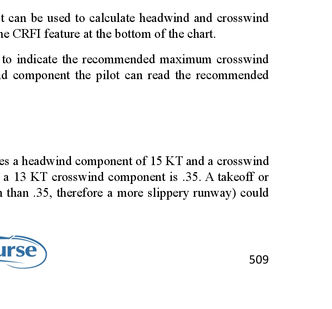 t can be used to calculate headwind and crosswind
he CRFI feature at the bottom of the chart.
to indicate the recommended maximum crosswind
nd component the pilot can read the recommended
es a headwind component of 15 KT and a crosswind
a 13 KT crosswind component is .35. A takeoff or
n than .35, therefore a more slippery runway) could
urse
509